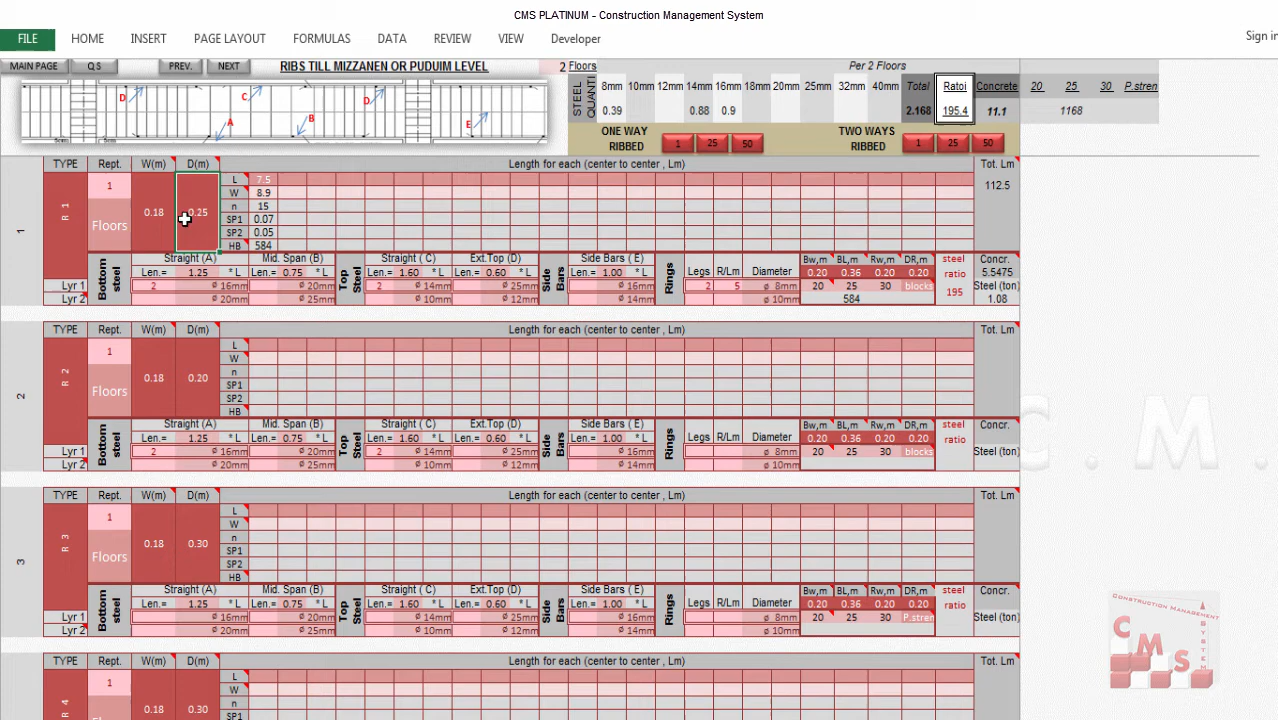 CMS PLATINUM - Construction Management System
FILE HOME INSERT PAGE LAYOUT FORMULAS DATA REVIEW VIEW Developer Sign in
MAIN PAGE Q S PREV. NEXT RIBS TILL MIZZANEN OR PUDUIM LEVEL 2 Floors Per 2 Floors
STEEL QUANTI 8mm 10mm 12mm 14mm 16mm 18mm 20mm 25mm 32mm 40mm Total Ratoi Concrete 20 25 30 P.stren
0.39 0.88 0.9 2.168 195.4 11.1 1168
D C D A B E
ONE WAY RIBBED 1 25 50 TWO WAYS RIBBED 1 25 50
TYPE Rept. W(m) D(m) Length for each (center to center , Lm) Tot. Lm
1 R 1 1 Floors 0.18 0.25 112.5
L 7.5
W 8.9
n 15
SP1 0.07
SP2 0.05
HB 584
Bottom steel Straight (A) Mid. Span (B) Top Steel Straight ( C) Ext.Top (D) Side Bars Side Bars ( E) Rings Bw,m BL,m Rw,m DR,m steel ratio Concr.
Len.= 1.25 * L Len.= 0.75 * L Len.= 1.60 * L Len.= 0.60 * L Len.= 1.00 * L Legs R/Lm Diameter 0.20 0.36 0.20 0.20 5.5475
Lyr 1 2 ø 16mm ø 20mm 2 ø 14mm ø 25mm ø 16mm 2 5 ø 8mm 20 25 30 blocks 195 Steel (ton)
Lyr 2 ø 20mm ø 25mm ø 10mm ø 12mm ø 14mm ø 10mm 584 1.08
TYPE Rept. W(m) D(m) Length for each (center to center , Lm) Tot. Lm
2 R 2 1 Floors 0.18 0.20
L
W
n
SP1
SP2
HB
Bottom steel Straight (A) Mid. Span (B) Top Steel Straight ( C) Ext.Top (D) Side Bars Side Bars ( E) Rings Bw,m BL,m Rw,m DR,m steel ratio Concr.
Len.= 1.25 * L Len.= 0.75 * L Len.= 1.60 * L Len.= 0.60 * L Len.= 1.00 * L Legs R/Lm Diameter 0.20 0.36 0.20 0.20
Lyr 1 2 ø 16mm ø 20mm 2 ø 14mm ø 25mm ø 16mm ø 8mm 20 25 30 blocks Steel (ton)
Lyr 2 ø 20mm ø 25mm ø 10mm ø 12mm ø 14mm ø 10mm
C . M .
TYPE Rept. W(m) D(m) Length for each (center to center , Lm) Tot. Lm
3 R 3 1 Floors 0.18 0.30
L
W
n
SP1
SP2
HB
Bottom steel Straight (A) Mid. Span (B) Top Steel Straight ( C) Ext.Top (D) Side Bars Side Bars ( E) Rings Bw,m BL,m Rw,m DR,m steel ratio Concr.
Len.= 1.25 * L Len.= 0.75 * L Len.= 1.60 * L Len.= 0.60 * L Len.= 1.00 * L Legs R/Lm Diameter 0.20 0.36 0.20 0.20
Lyr 1 ø 16mm ø 20mm ø 14mm ø 25mm ø 16mm ø 8mm 20 25 30 P.stren Steel (ton)
Lyr 2 ø 20mm ø 25mm ø 10mm ø 12mm ø 14mm ø 10mm
CONSTRUCTION MANAGEMENT SYSTEM
C M S
TYPE Rept. W(m) D(m) Length for each (center to center , Lm) Tot. Lm
R 4 1 0.18 0.30
L
W
n
SP1